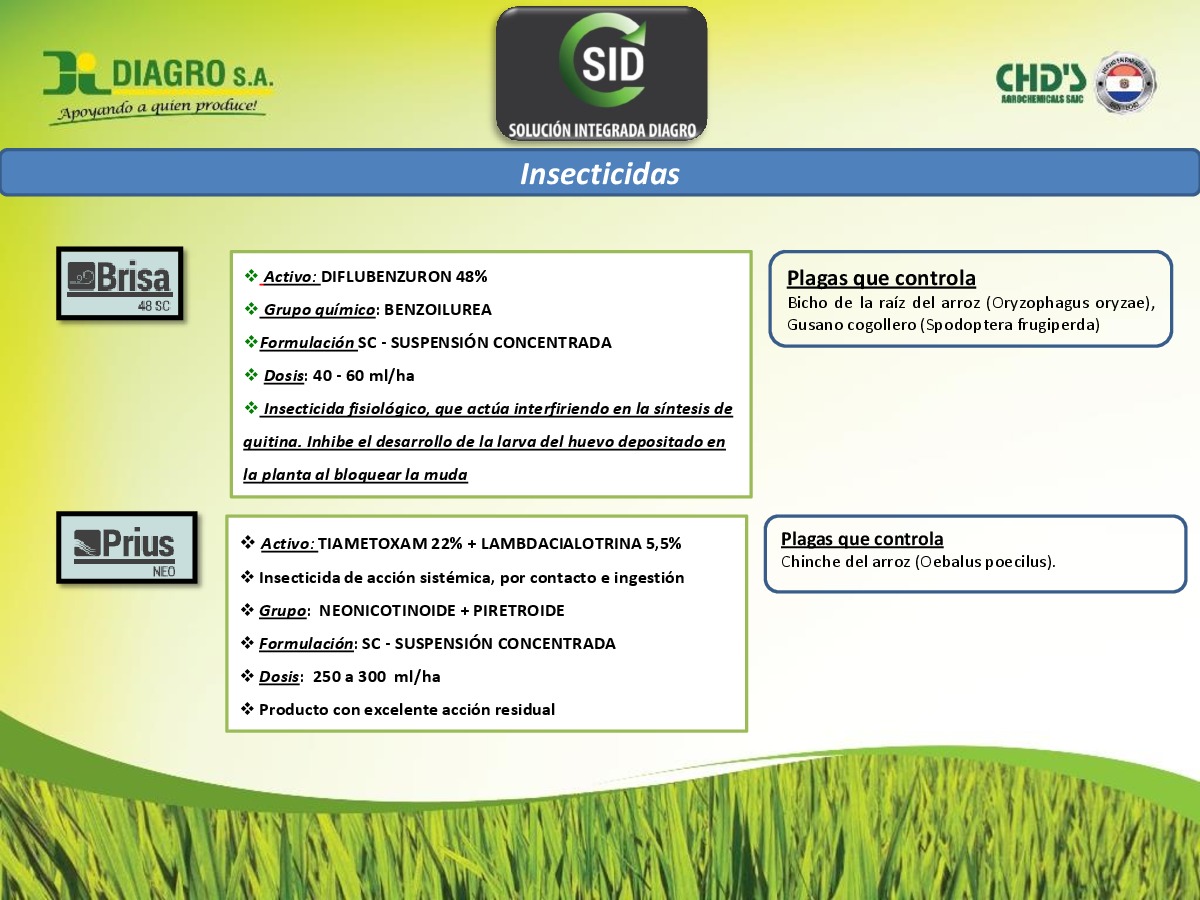 DIAGRO S.A.
Apoyando a quien produce!
SID
SOLUCIÓN INTEGRADA DIAGRO
CHD'S
AGROCHEMICALS SAIC
Insecticidas
Brisa
48 SC
❖ Activo: DIFLUBENZURON 48%
❖ Grupo químico: BENZOILUREA
❖Formulación SC - SUSPENSIÓN CONCENTRADA
❖ Dosis: 40 - 60 ml/ha
❖ Insecticida fisiológico, que actúa interfiriendo en la síntesis de
quitina. Inhibe el desarrollo de la larva del huevo depositado en
la planta al bloquear la muda
Plagas que controla
Bicho de la raíz del arroz (Oryzophagus oryzae),
Gusano cogollero (Spodoptera frugiperda)
Prius
NEO
❖ Activo: TIAMETOXAM 22% + LAMBDACIALOTRINA 5,5%
❖ Insecticida de acción sistémica, por contacto e ingestión
❖ Grupo: NEONICOTINOIDE + PIRETROIDE
❖ Formulación: SC - SUSPENSIÓN CONCENTRADA
❖ Dosis: 250 a 300 ml/ha
❖ Producto con excelente acción residual
Plagas que controla
Chinche del arroz (Oebalus poecilus).